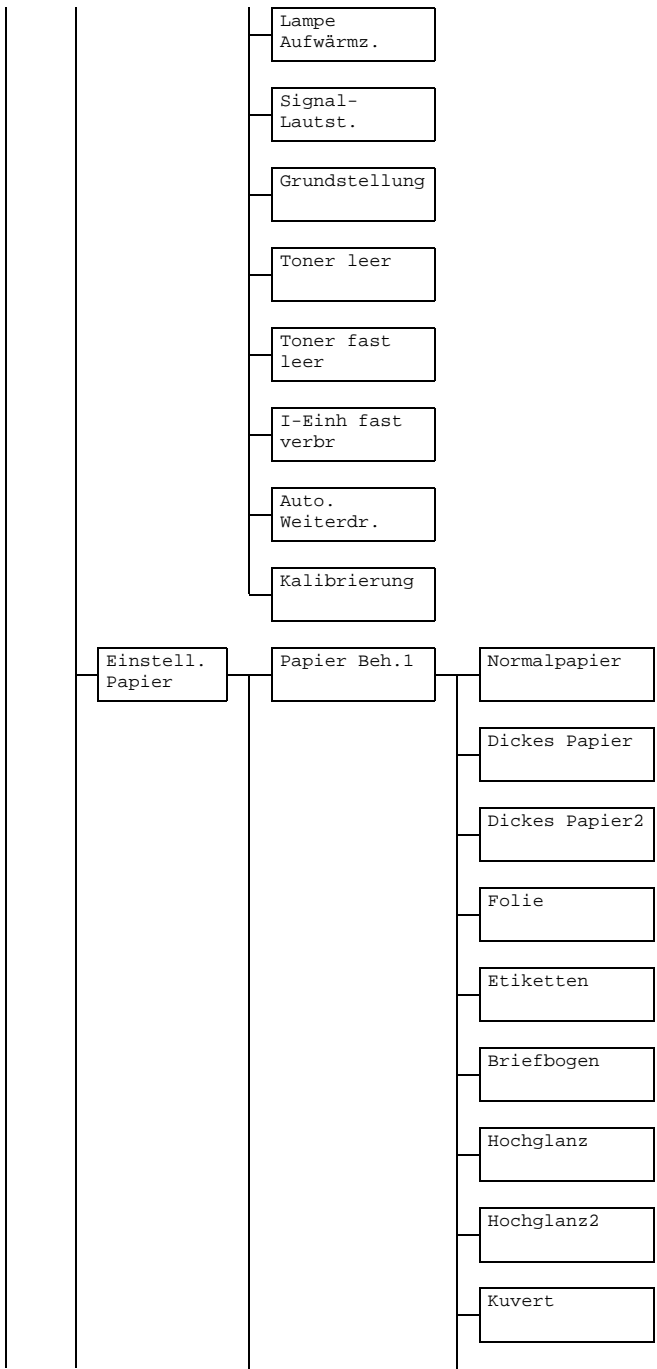 Lampe
Aufwärmz.
Signal-
Lautst.
Grundstellung
Toner leer
Toner fast
leer
I-Einh fast
verbr
Auto.
Weiterdr.
Kalibrierung
Einstell.
Papier
Papier Beh.1
Normalpapier
Dickes Papier
Dickes Papier2
Folie
Etiketten
Briefbogen
Hochglanz
Hochglanz2
Kuvert